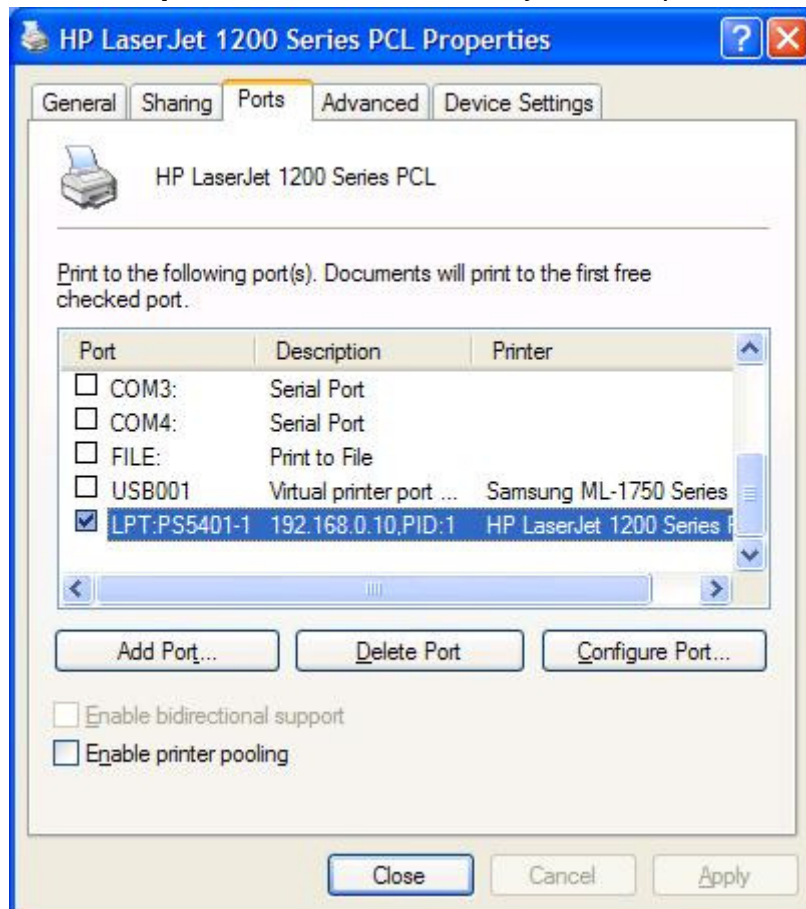 HP LaserJet 1200 Series PCL Properties
General Sharing Ports Advanced Device Settings
HP LaserJet 1200 Series PCL
Print to the following port(s). Documents will print to the first free
checked port.
Port Description Printer
COM3: Serial Port
COM4: Serial Port
FILE: Print to File
USB001 Virtual printer port ... Samsung ML-1750 Series
LPT:PS5401-1 192.168.0.10,PID:1 HP LaserJet 1200 Series
Add Port... Delete Port Configure Port...
Enable bidirectional support
Enable printer pooling
Close Cancel Apply